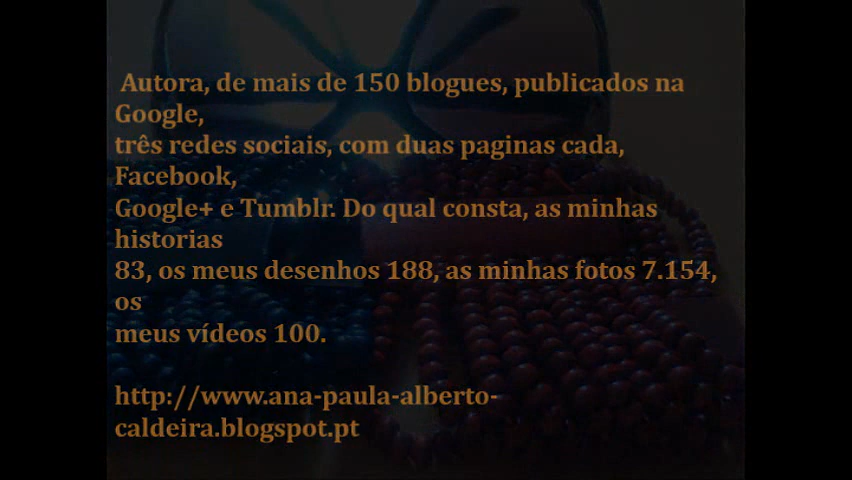 Autora, de mais de 150 blogues, publicados na
Google,
três redes sociais, com duas paginas cada,
Facebook,
Google+ e Tumblr. Do qual consta, as minhas
historias
83, os meus desenhos 188, as minhas fotos 7.154,
os
meus vídeos 100.
http://www.ana-paula-alberto-
caldeira.blogspot.pt